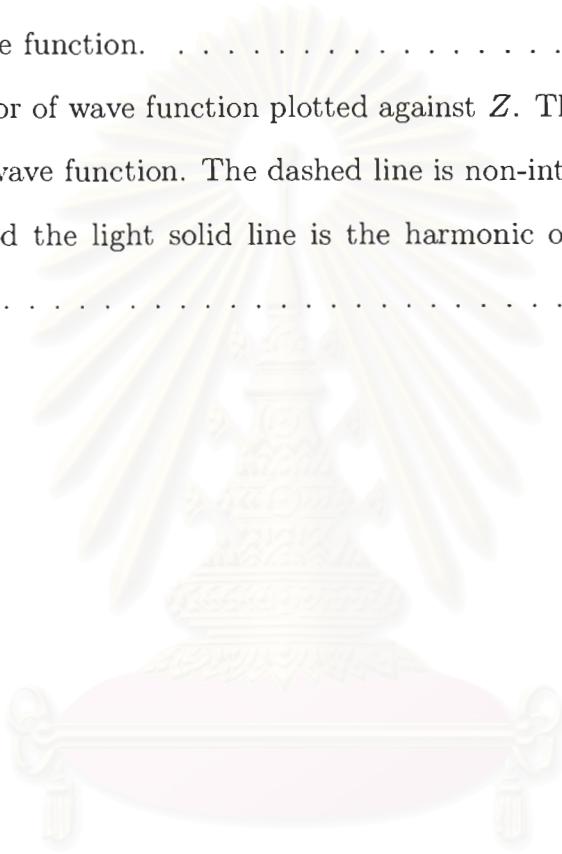 e function. . . . . . . . . . . . . . . . . .
or of wave function plotted against Z. Th
wave function. The dashed line is non-int
d the light solid line is the harmonic o
. . . . . . . . . . . . . . . . . . . . . . . . .